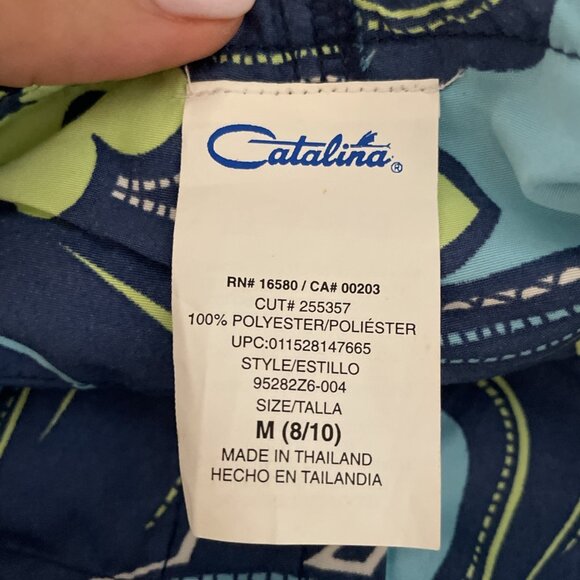 Catalina®
RN# 16580 / CA# 00203
CUT# 255357
100% POLYESTER/POLIÉSTER
UPC:011528147665
STYLE/ESTILLO
95282Z6-004
SIZE/TALLA
M (8/10)
MADE IN THAILAND
HECHO EN TAILANDIA